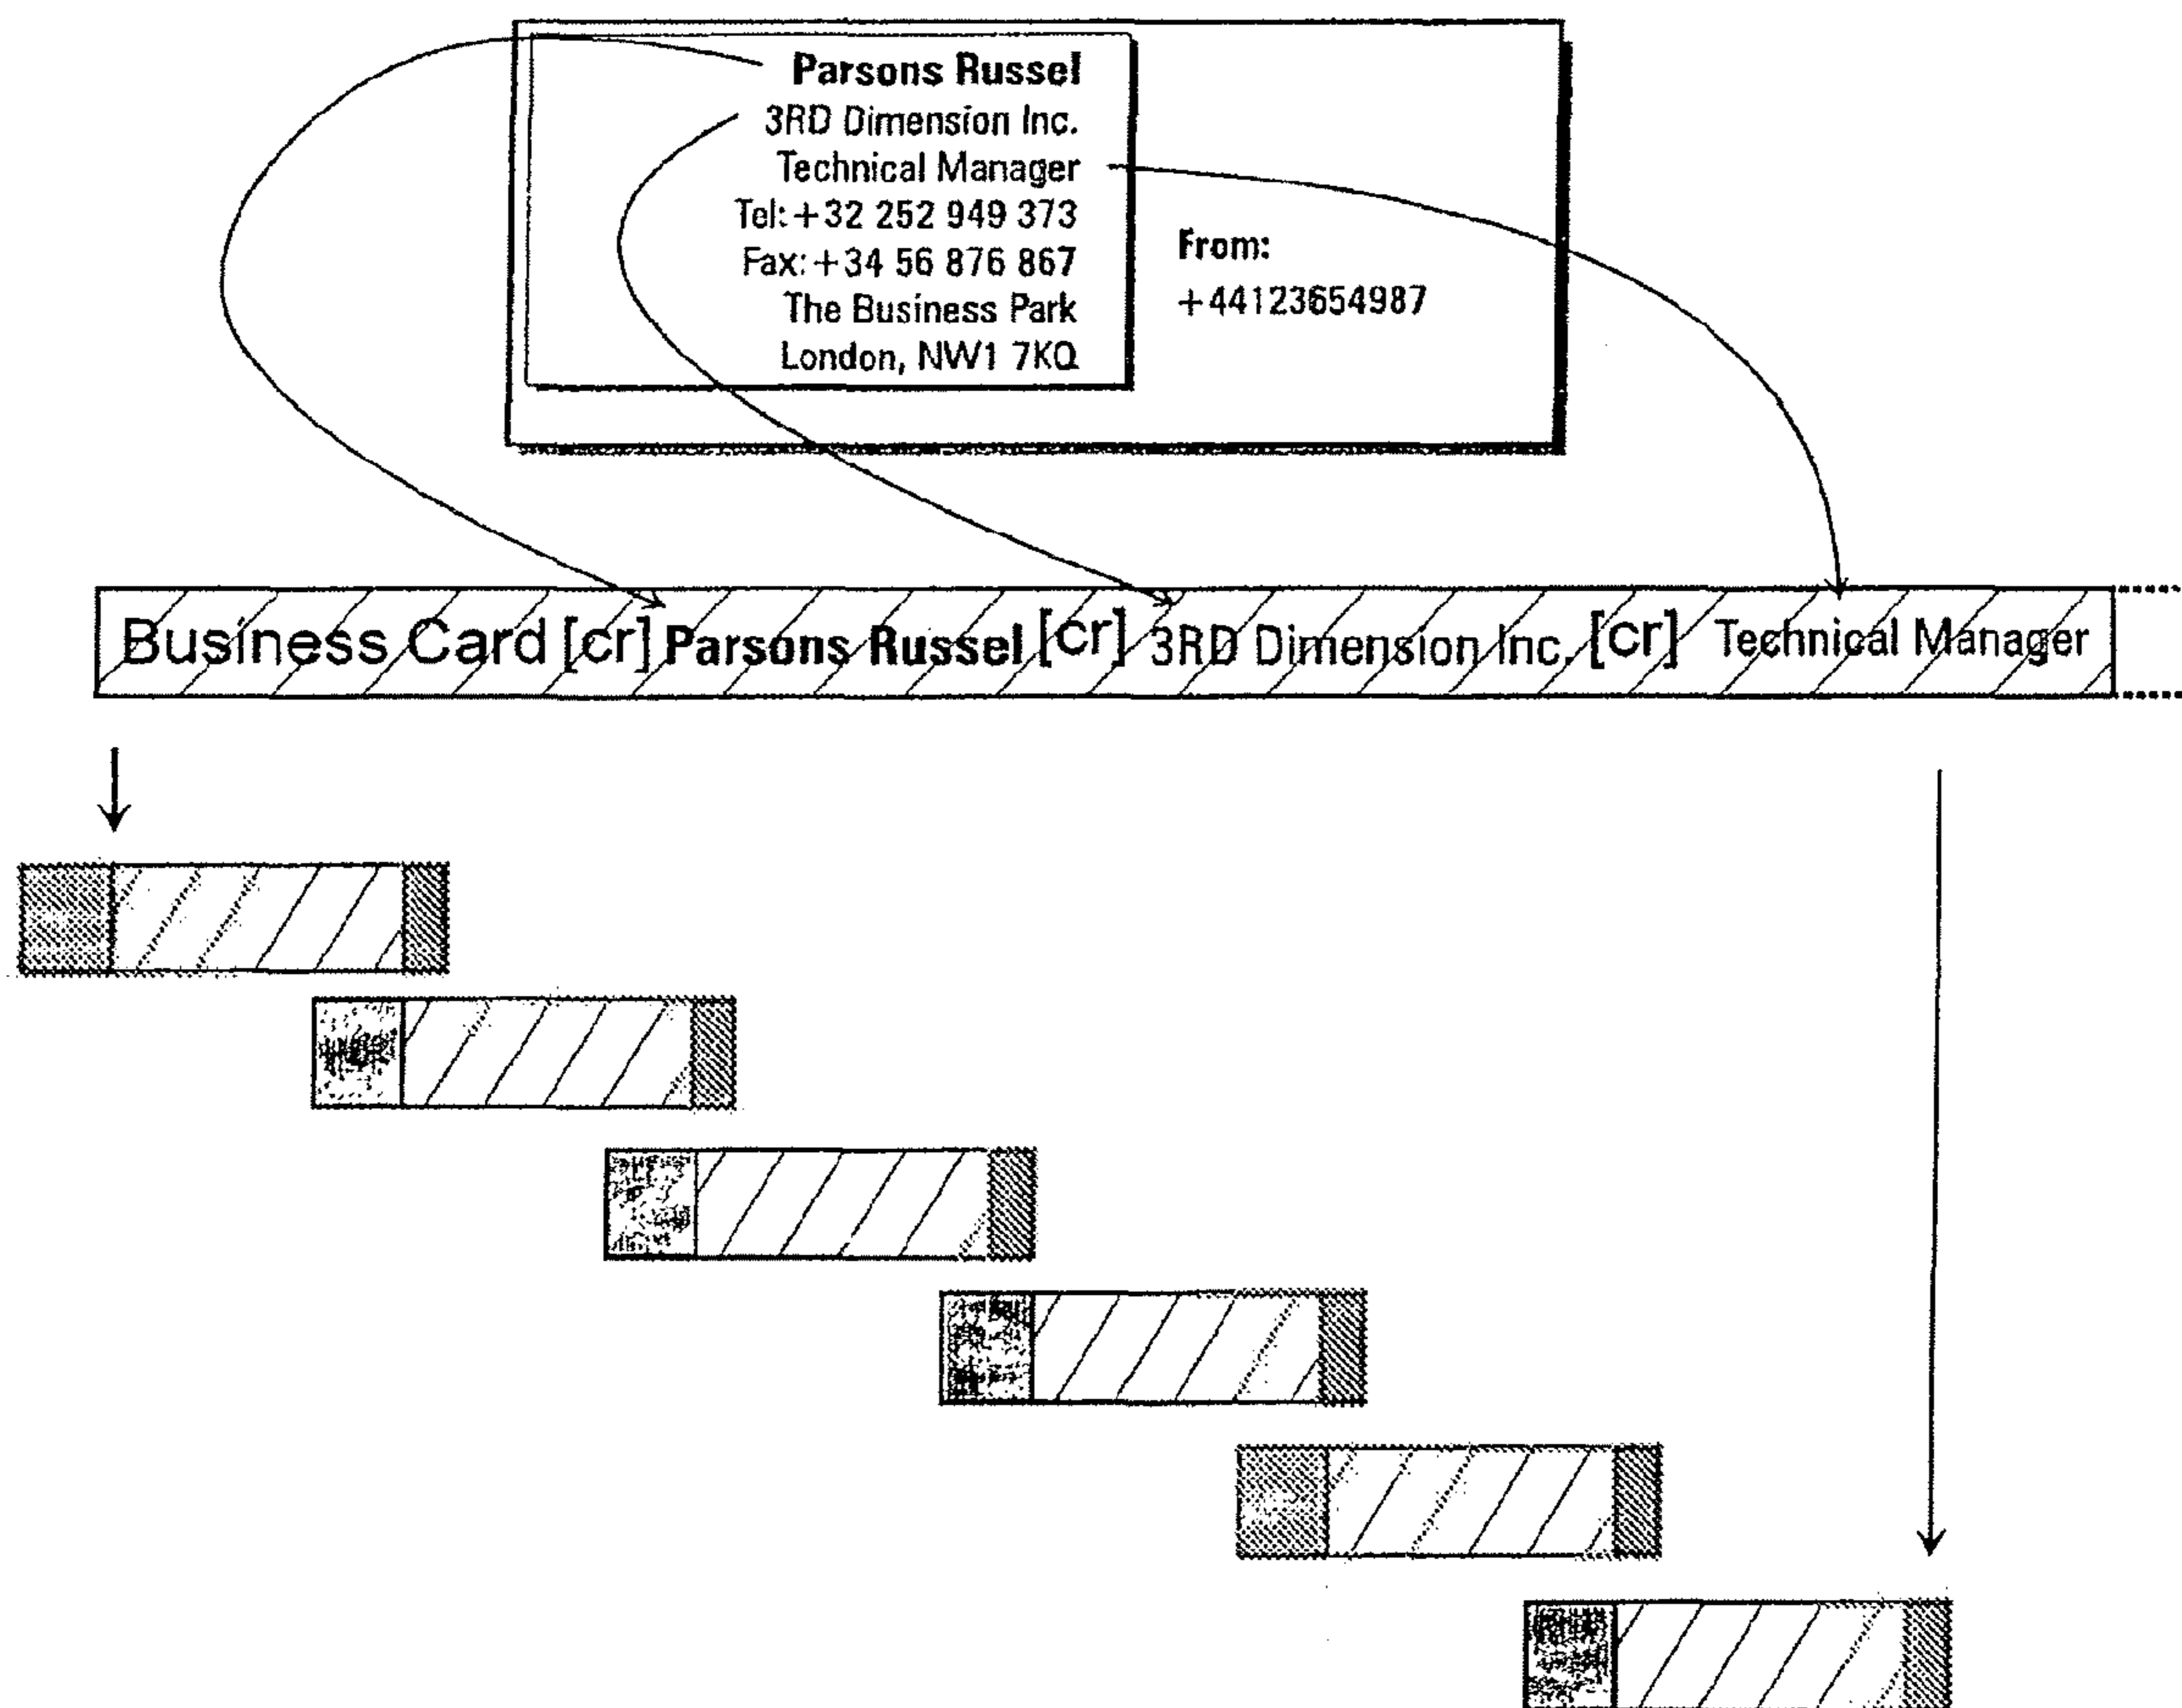 Parsons Russel
3RD Dimension Inc.
Technical Manager
Tel: +32 252 949 373
Fax: +34 56 876 867
The Business Park
London, NW1 7KQ
From:
+44123654987
Business Card [cr] Parsons Russel [cr] 3RD Dimension Inc. [cr] Technical Manager